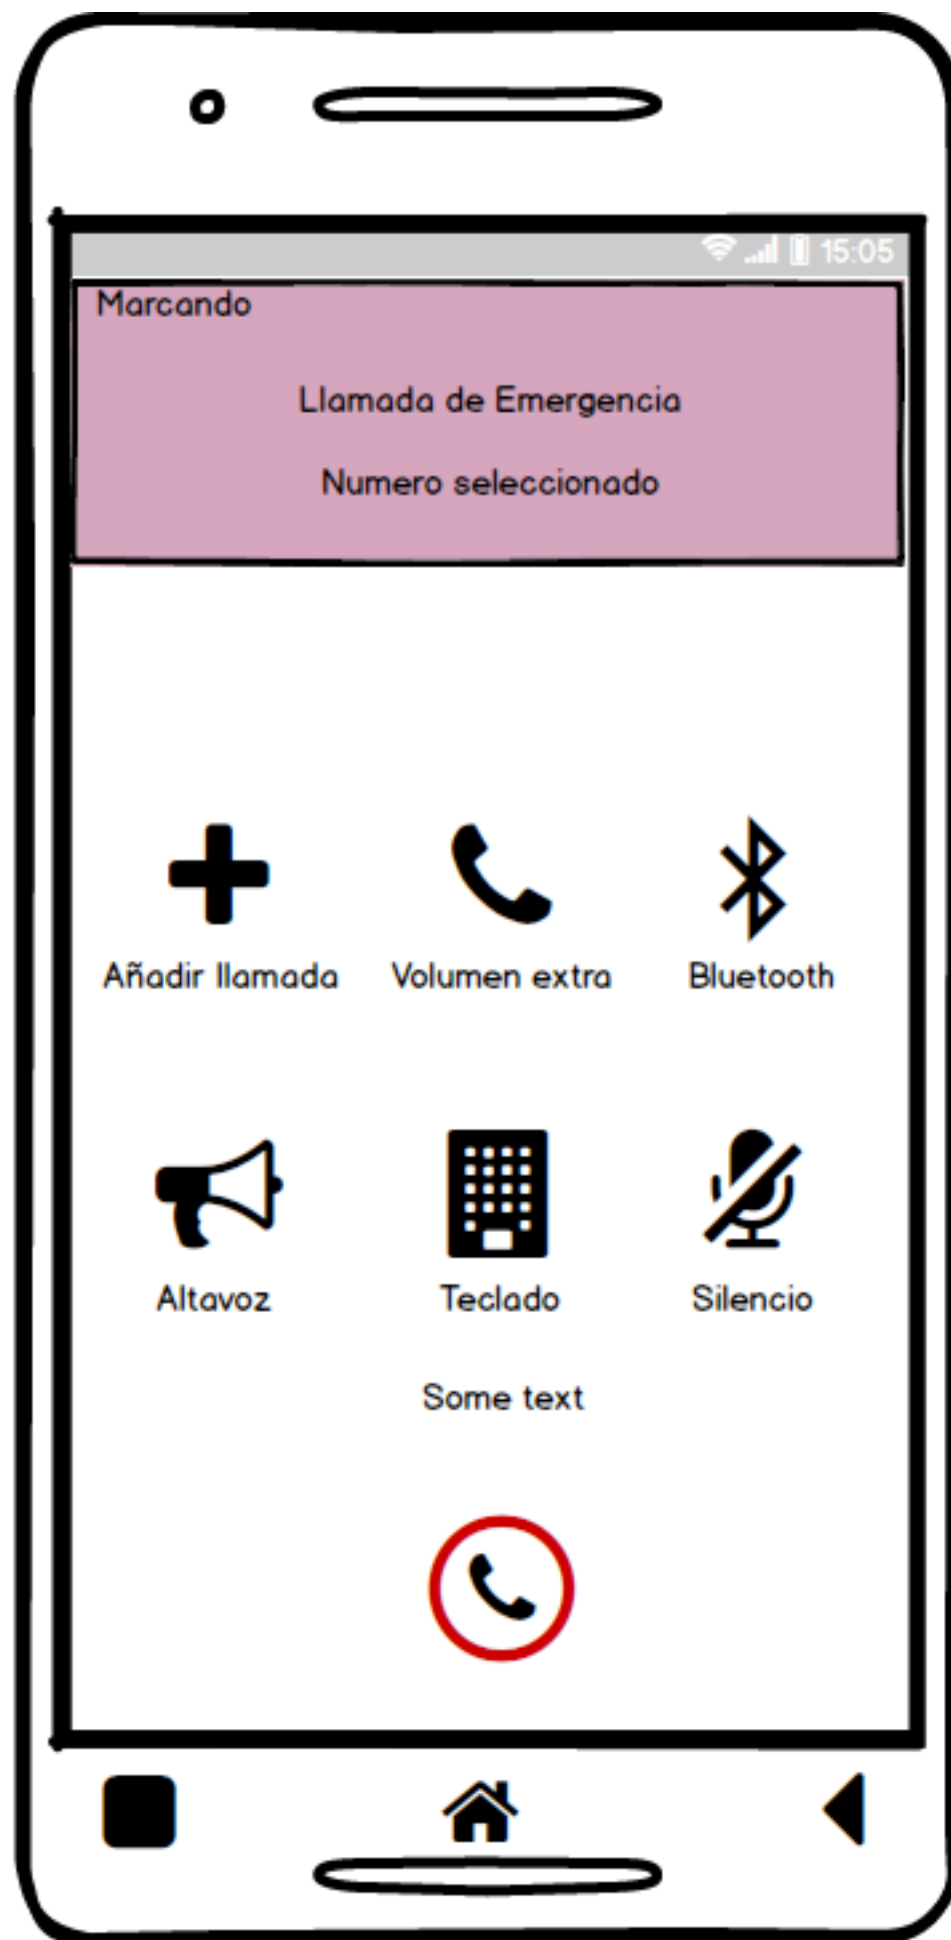 15:05
Marcando
Llamada de Emergencia
Numero seleccionado
Añadir llamada Volumen extra Bluetooth
Altavoz Teclado Silencio
Some text